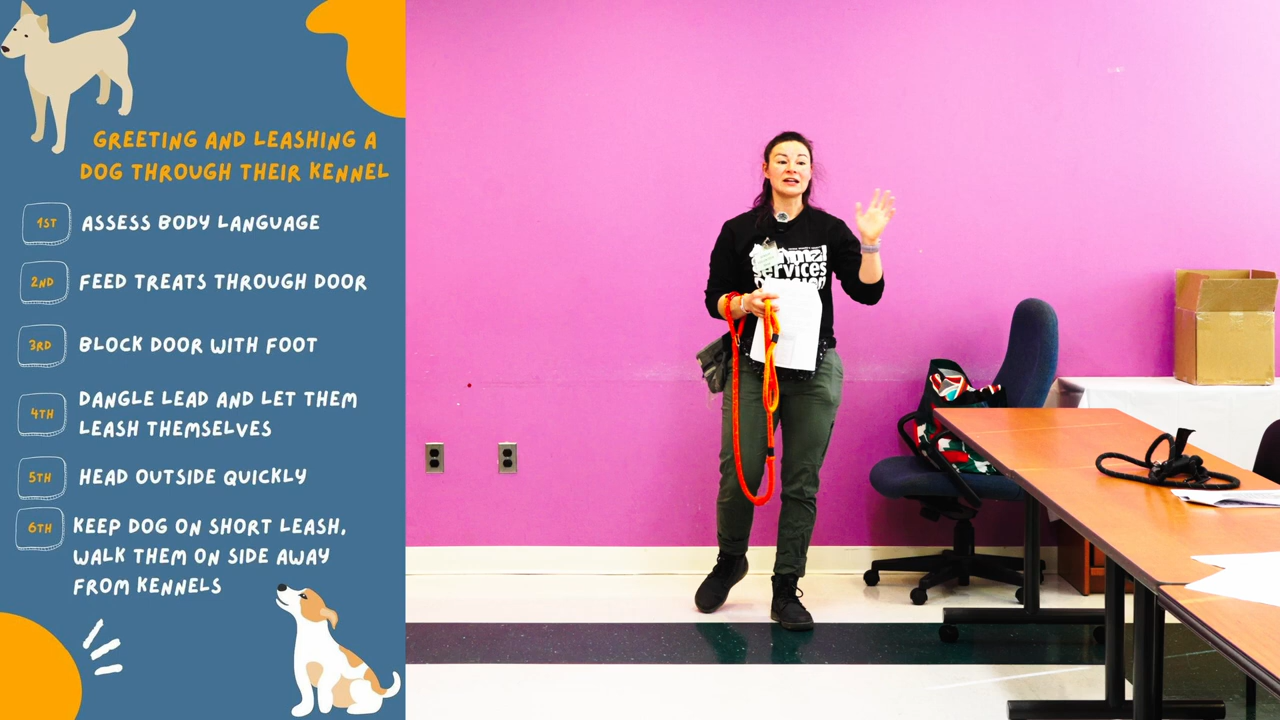 GREETING AND LEASHING A
DOG THROUGH THEIR KENNEL
1ST ASSESS BODY LANGUAGE
2ND FEED TREATS THROUGH DOOR
3RD BLOCK DOOR WITH FOOT
4TH DANGLE LEAD AND LET THEM
LEASH THEMSELVES
5TH HEAD OUTSIDE QUICKLY
6TH KEEP DOG ON SHORT LEASH,
WALK THEM ON SIDE AWAY
FROM KENNELS
animal
services